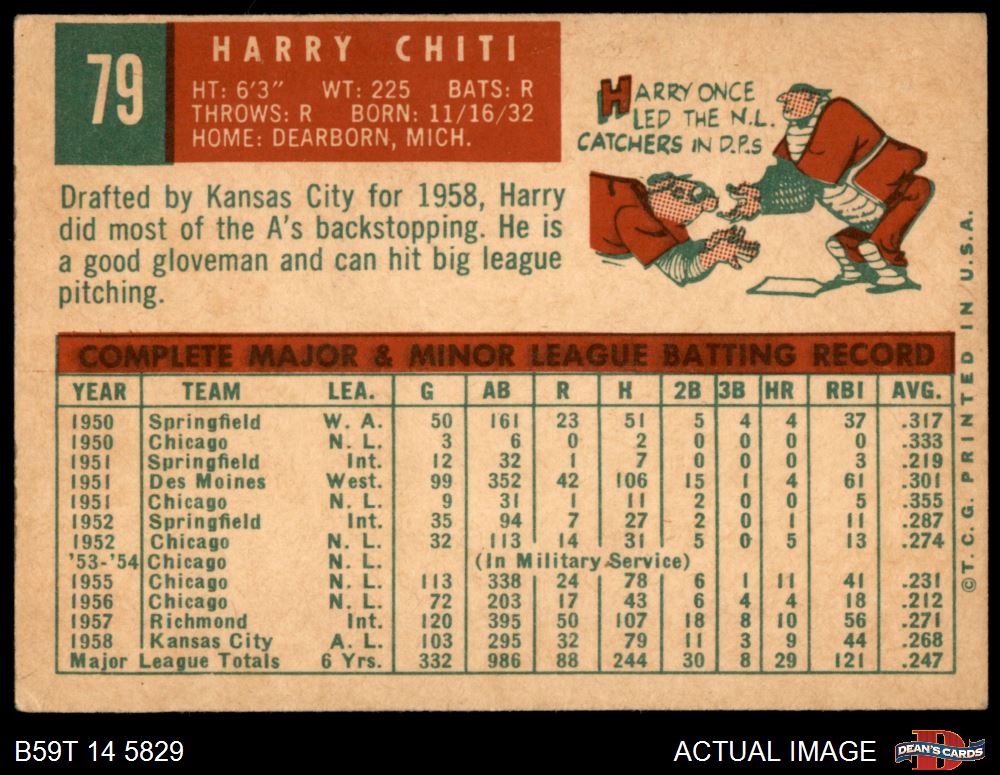 79
HARRY CHITI
HT: 6'3" WT: 225 BATS: R
THROWS: R BORN: 11/16/32
HOME: DEARBORN, MICH.
HARRY ONCE
LED THE N.L.
CATCHERS IN D.P.S
Drafted by Kansas City for 1958, Harry
did most of the A's backstopping. He is
a good gloveman and can hit big league
pitching.
COMPLETE MAJOR & MINOR LEAGUE BATTING RECORD
YEAR TEAM LEA. G AB R H 2B 3B HR RBI AVG.
1950 Springfield W. A. 50 161 23 51 5 4 4 37 .317
1950 Chicago N. L. 3 6 0 2 0 0 0 0 .333
1951 Springfield Int. 12 32 1 7 0 0 0 3 .219
1951 Des Moines West. 99 352 42 106 15 1 4 61 .301
1951 Chicago N. L. 9 31 1 11 2 0 0 5 .355
1952 Springfield Int. 35 94 7 27 2 0 1 11 .287
1952 Chicago N. L. 32 113 14 31 5 0 5 13 .274
'53-'54 Chicago N. L. (In Military Service)
1955 Chicago N. L. 113 338 24 78 6 1 11 41 .231
1956 Chicago N. L. 72 203 17 43 6 4 4 18 .212
1957 Richmond Int. 120 395 50 107 18 8 10 56 .271
1958 Kansas City A. L. 103 295 32 79 11 3 9 44 .268
Major League Totals 6 Yrs. 332 986 88 244 30 8 29 121 .247
©T. C. G. PRINTED IN U.S.A.
B59T 14 5829
ACTUAL IMAGE
D
DEAN'S CARDS